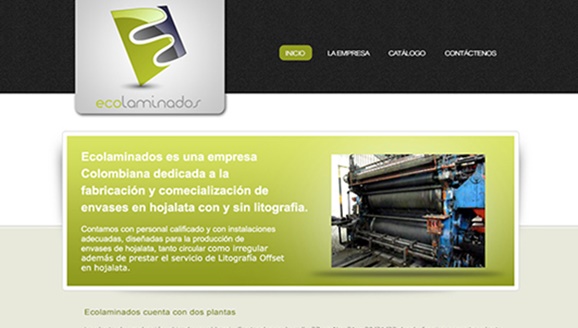 ecolaminados
INICIO
LA EMPRESA
CATÁLOGO
CONTÁCTENOS
Ecolaminados es una empresa
Colombiana dedicada a la
fabricación y comecialización de
envases en hojalata con y sin litografia.
Contamos con personal calificado y con instalaciones
adecuadas, diseñadas para la producción de
envases de hojalata, tanto circular como irregular
además de prestar el servicio de Litografía Offset
en hojalata.
Ecolaminados cuenta con dos plantas